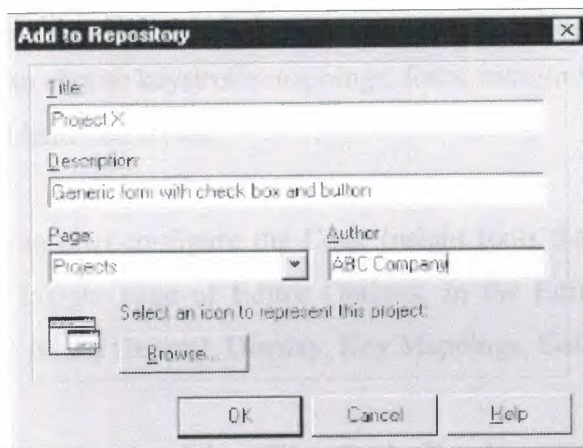 Add to Repository
Title:
Project X
Description:
Generic form with check box and button
Page: Author
Projects ABC Company
Select an icon to represent this project:
Browse...
OK Cancel Help